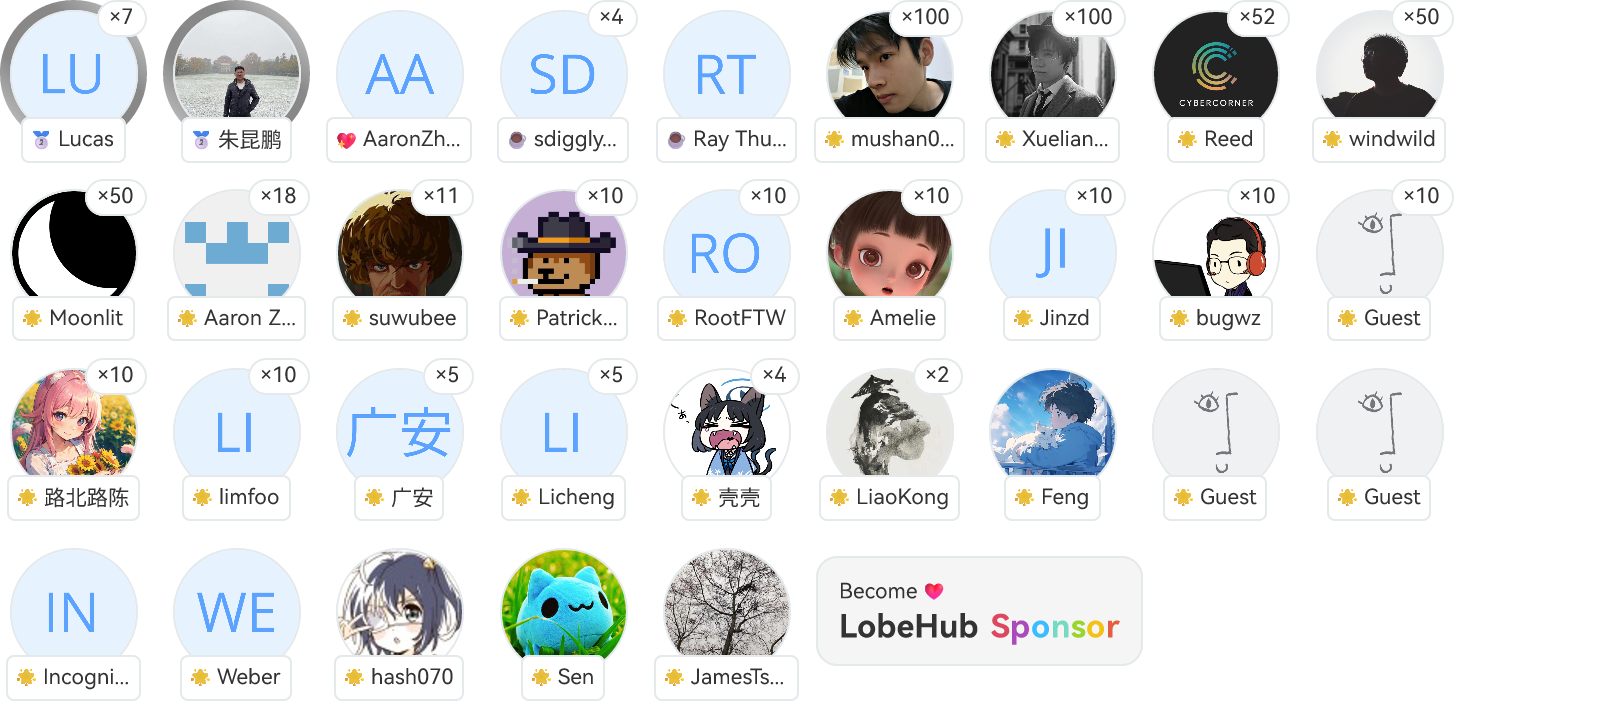 LU ×7
Lucas
朱昆鹏
AA
AaronZh...
SD ×4
sdiggly...
RT
Ray Thu...
×100
mushan0...
×100
Xuelian...
×52
CYBERCORNER
Reed
×50
windwild
×50
Moonlit
×18
Aaron Z...
×11
suwubee
×10
Patrick...
RO ×10
RootFTW
×10
Amelie
JI ×10
Jinzd
×10
bugwz
×10
Guest
×10
路北路陈
LI ×10
limfoo
广安 ×5
广安
LI ×5
Licheng
×4
壳壳
×2
LiaoKong
Feng
Guest
Guest
IN
Incogni...
WE
Weber
hash070
Sen
JamesTs...
Become
LobeHub Sponsor